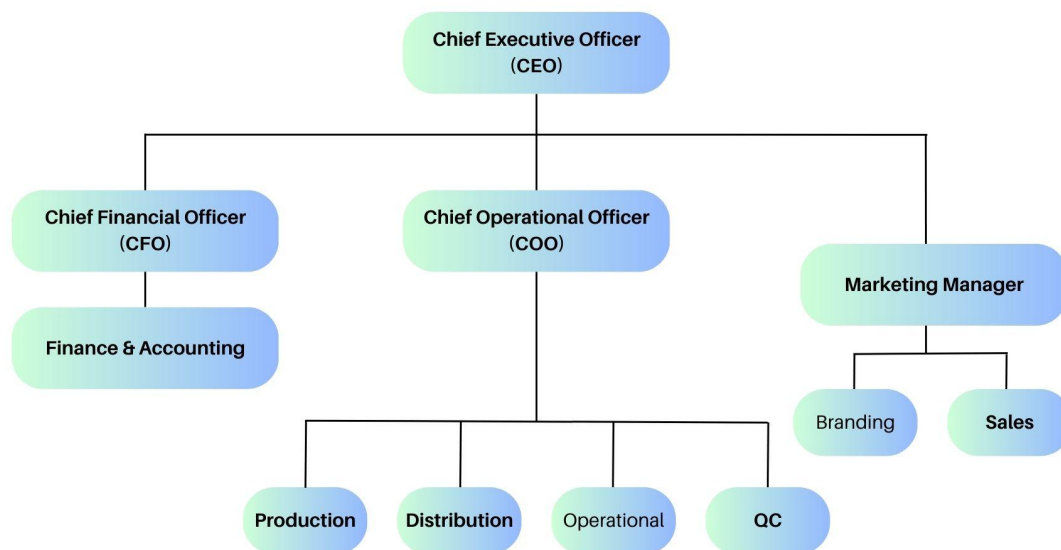 Chief Executive Officer
(CEO)
Chief Financial Officer
(CFO)
Chief Operational Officer
(COO)
Marketing Manager
Finance & Accounting
Branding
Sales
Production
Distribution
Operational
QC